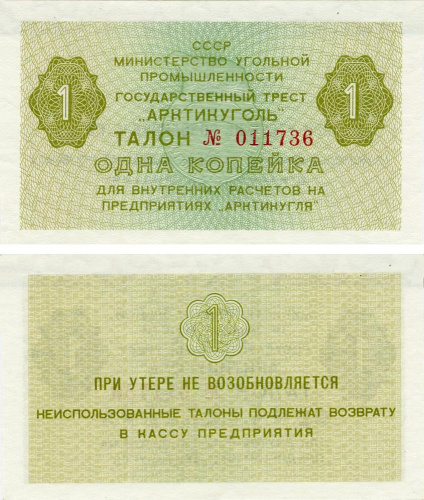 СССР
МИНИСТЕРСТВО УГОЛЬНОЙ
ПРОМЫШЛЕННОСТИ
ГОСУДАРСТВЕННЫЙ ТРЕСТ
1 „АРКТИКУГОЛЬ” 1
ТАЛОН № 011736
ОДНА КОПЕЙКА
ДЛЯ ВНУТРЕННИХ РАСЧЕТОВ НА
ПРЕДПРИЯТИЯХ „АРКТИКУГЛЯ”
1
ПРИ УТЕРЕ НЕ ВОЗОБНОВЛЯЕТСЯ
НЕИСПОЛЬЗОВАННЫЕ ТАЛОНЫ ПОДЛЕЖАТ ВОЗВРАТУ
В КАССУ ПРЕДПРИЯТИЯ